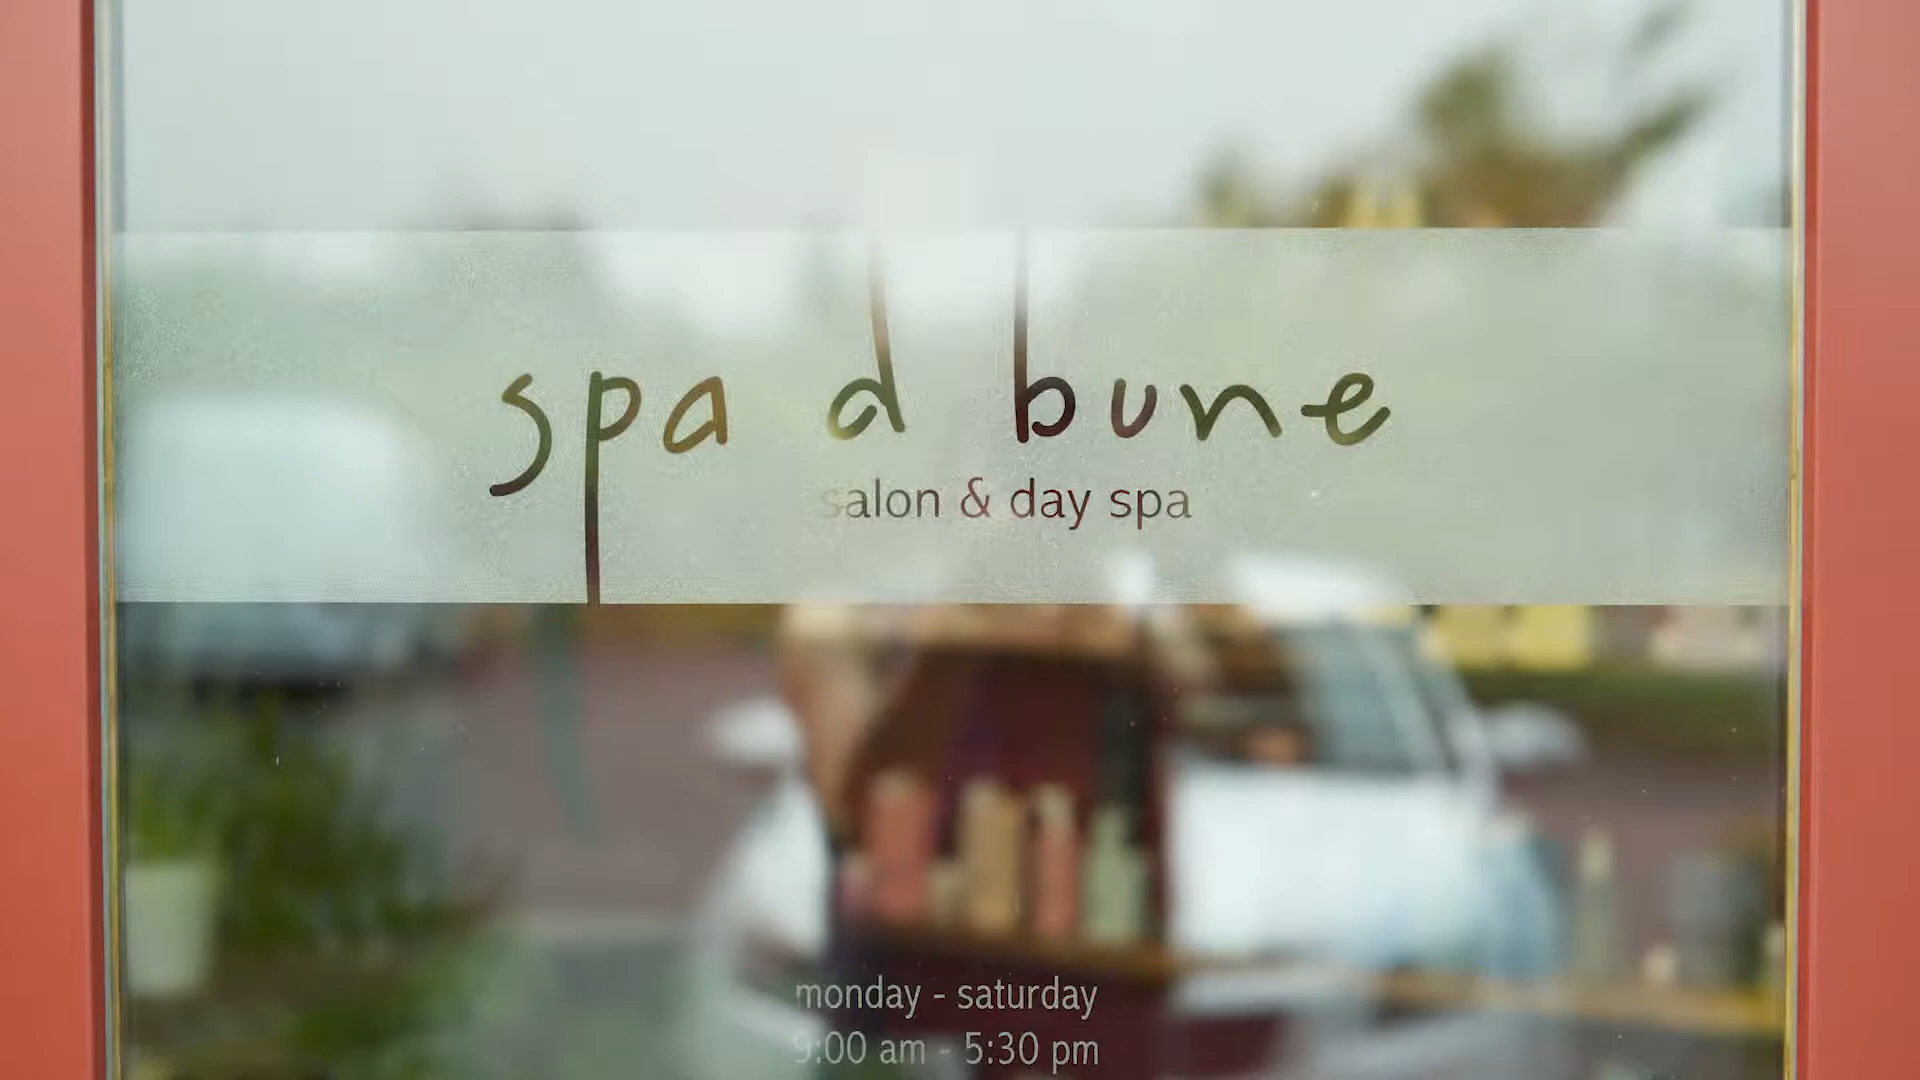 spa d bune
salon & day spa
monday - saturday
9:00 am - 5:30 pm